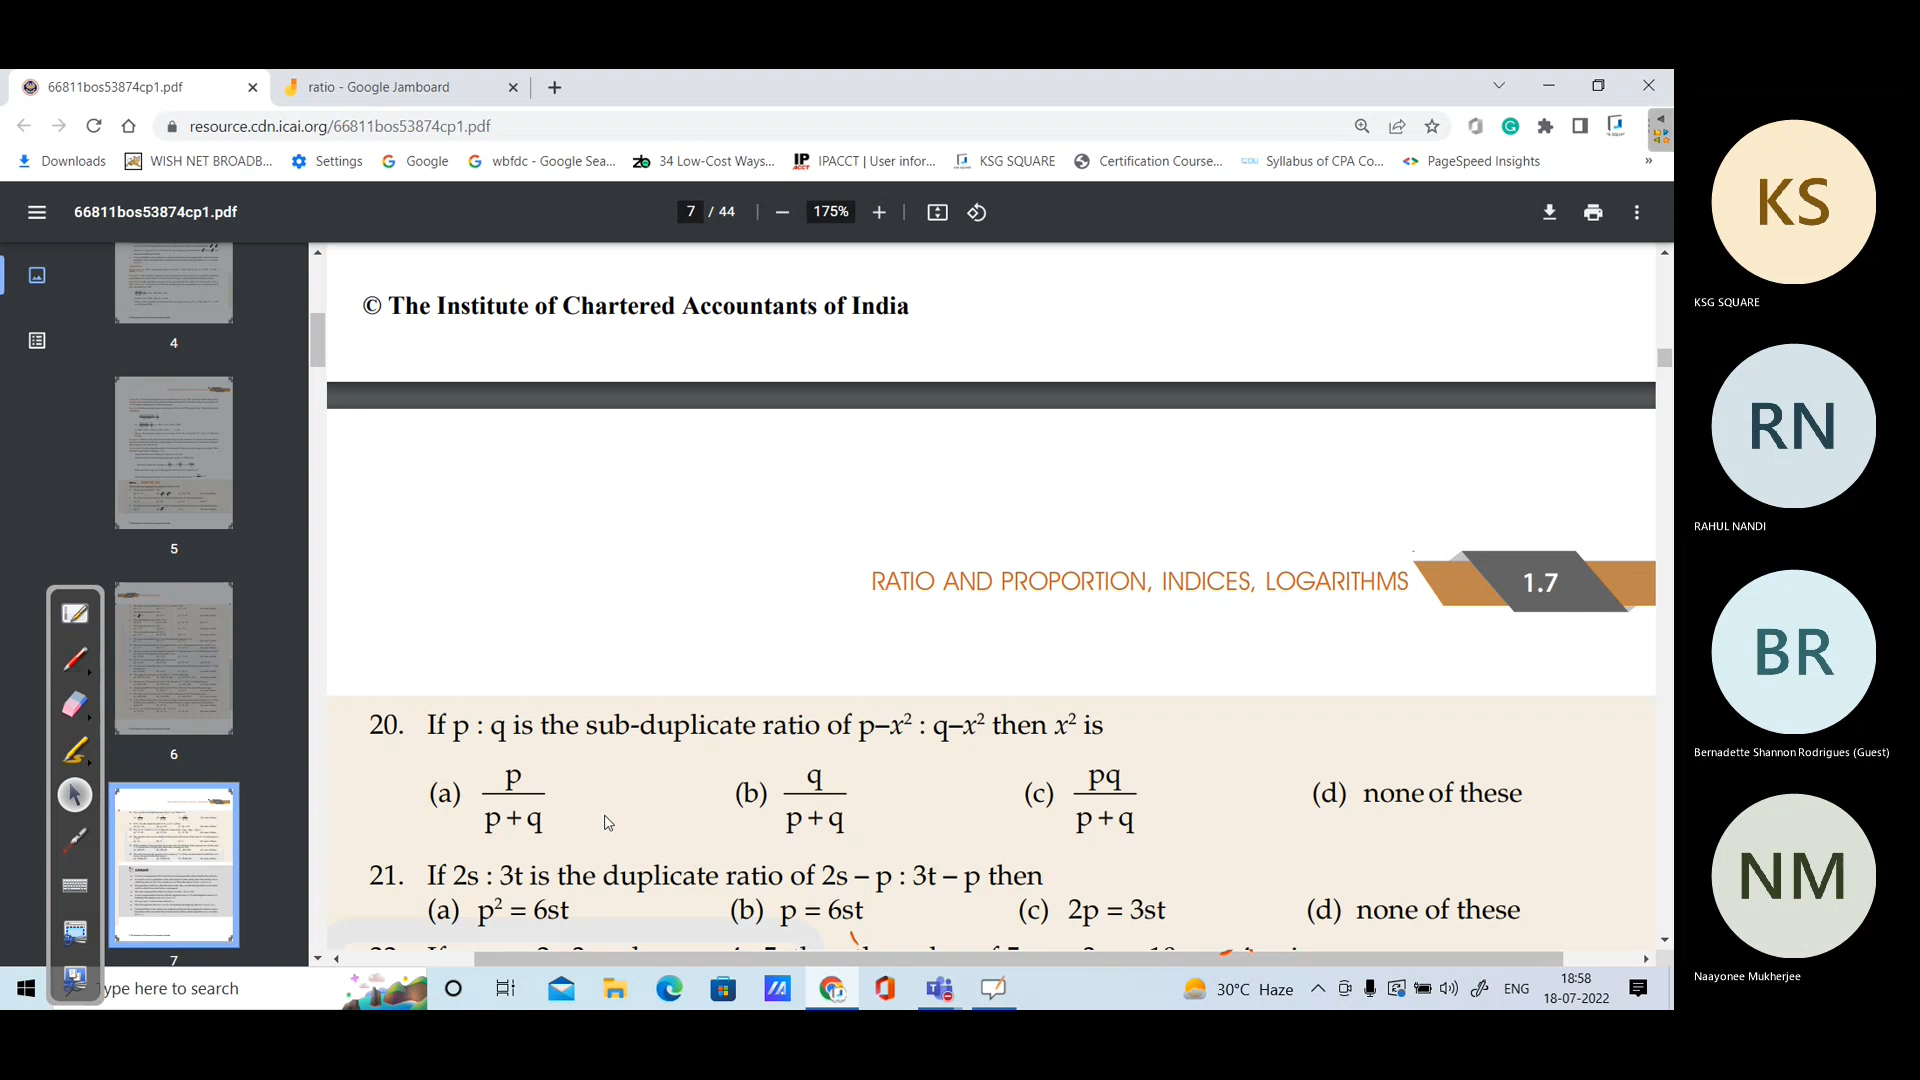 66811bos53874cp1.pdf
ratio - Google Jamboard
resource.cdn.icai.org/66811bos53874cp1.pdf
Downloads WISH NET BROADB... Settings Google wbfdc - Google Sea... 34 Low-Cost Ways... IPACCT | User infor... KSG SQUARE Certification Course... Syllabus of CPA Co... PageSpeed Insights »
66811bos53874cp1.pdf 7 / 44 175%
4
5
6
7
© The Institute of Chartered Accountants of India
RATIO AND PROPORTION, INDICES, LOGARITHMS 1.7
20. If p : q is the sub-duplicate ratio of p–x² : q–x² then x² is
(a) p/(p+q) (b) q/(p+q) (c) pq/(p+q) (d) none of these
21. If 2s : 3t is the duplicate ratio of 2s – p : 3t – p then
(a) p² = 6st (b) p = 6st (c) 2p = 3st (d) none of these
KS
KSG SQUARE
RN
RAHUL NANDI
BR
Bernadette Shannon Rodrigues (Guest)
NM
Naayonee Mukherjee
Type here to search
30°C Haze
ENG
18:58
18-07-2022